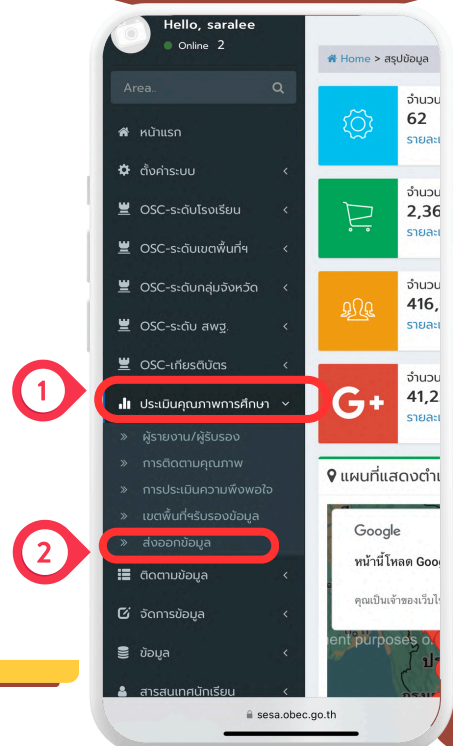 Hello, saralee
Online 2
Area..
หน้าแรก
ตั้งค่าระบบ
OSC-ระดับโรงเรียน
OSC-ระดับเขตพื้นที่ฯ
OSC-ระดับกลุ่มจังหวัด
OSC-ระดับ สพฐ.
OSC-เกียรติบัตร
1
ประเมินคุณภาพการศึกษา
ผู้รายงาน/ผู้รับรอง
การติดตามคุณภาพ
การประเมินความพึงพอใจ
เขตพื้นที่ฯรับรองข้อมูล
2
ส่งออกข้อมูล
ติดตามข้อมูล
จัดการข้อมูล
ข้อมูล
สารสนเทศนักเรียน
Home > สรุปข้อมูล
จำนวน
62
จำนวน
2,36
จำนวน
416,
G+
จำนวน
41,2
แผนที่แสดงตำ
Google
หน้านี้โหลด Goo
คุณเป็นเจ้าของเว็บไ
purposes o
sesa.obec.go.th